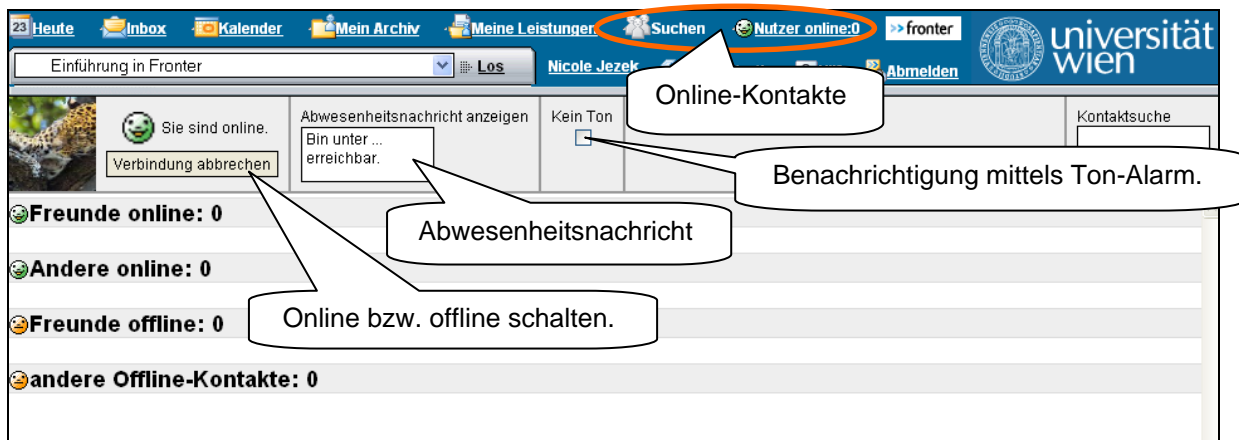 23 Heute Inbox Kalender Mein Archiv Meine Leistungen Suchen Nutzer online:0 >> fronter
universität
wien
Einführung in Fronter Los Nicole Jezek Abmelden
Online-Kontakte
Sie sind online.
Verbindung abbrechen
Abwesenheitsnachricht anzeigen
Bin unter ...
erreichbar.
Kein Ton
Kontaktsuche
Benachrichtigung mittels Ton-Alarm.
Freunde online: 0
Abwesenheitsnachricht
Andere online: 0
Freunde offline: 0
Online bzw. offline schalten.
andere Offline-Kontakte: 0